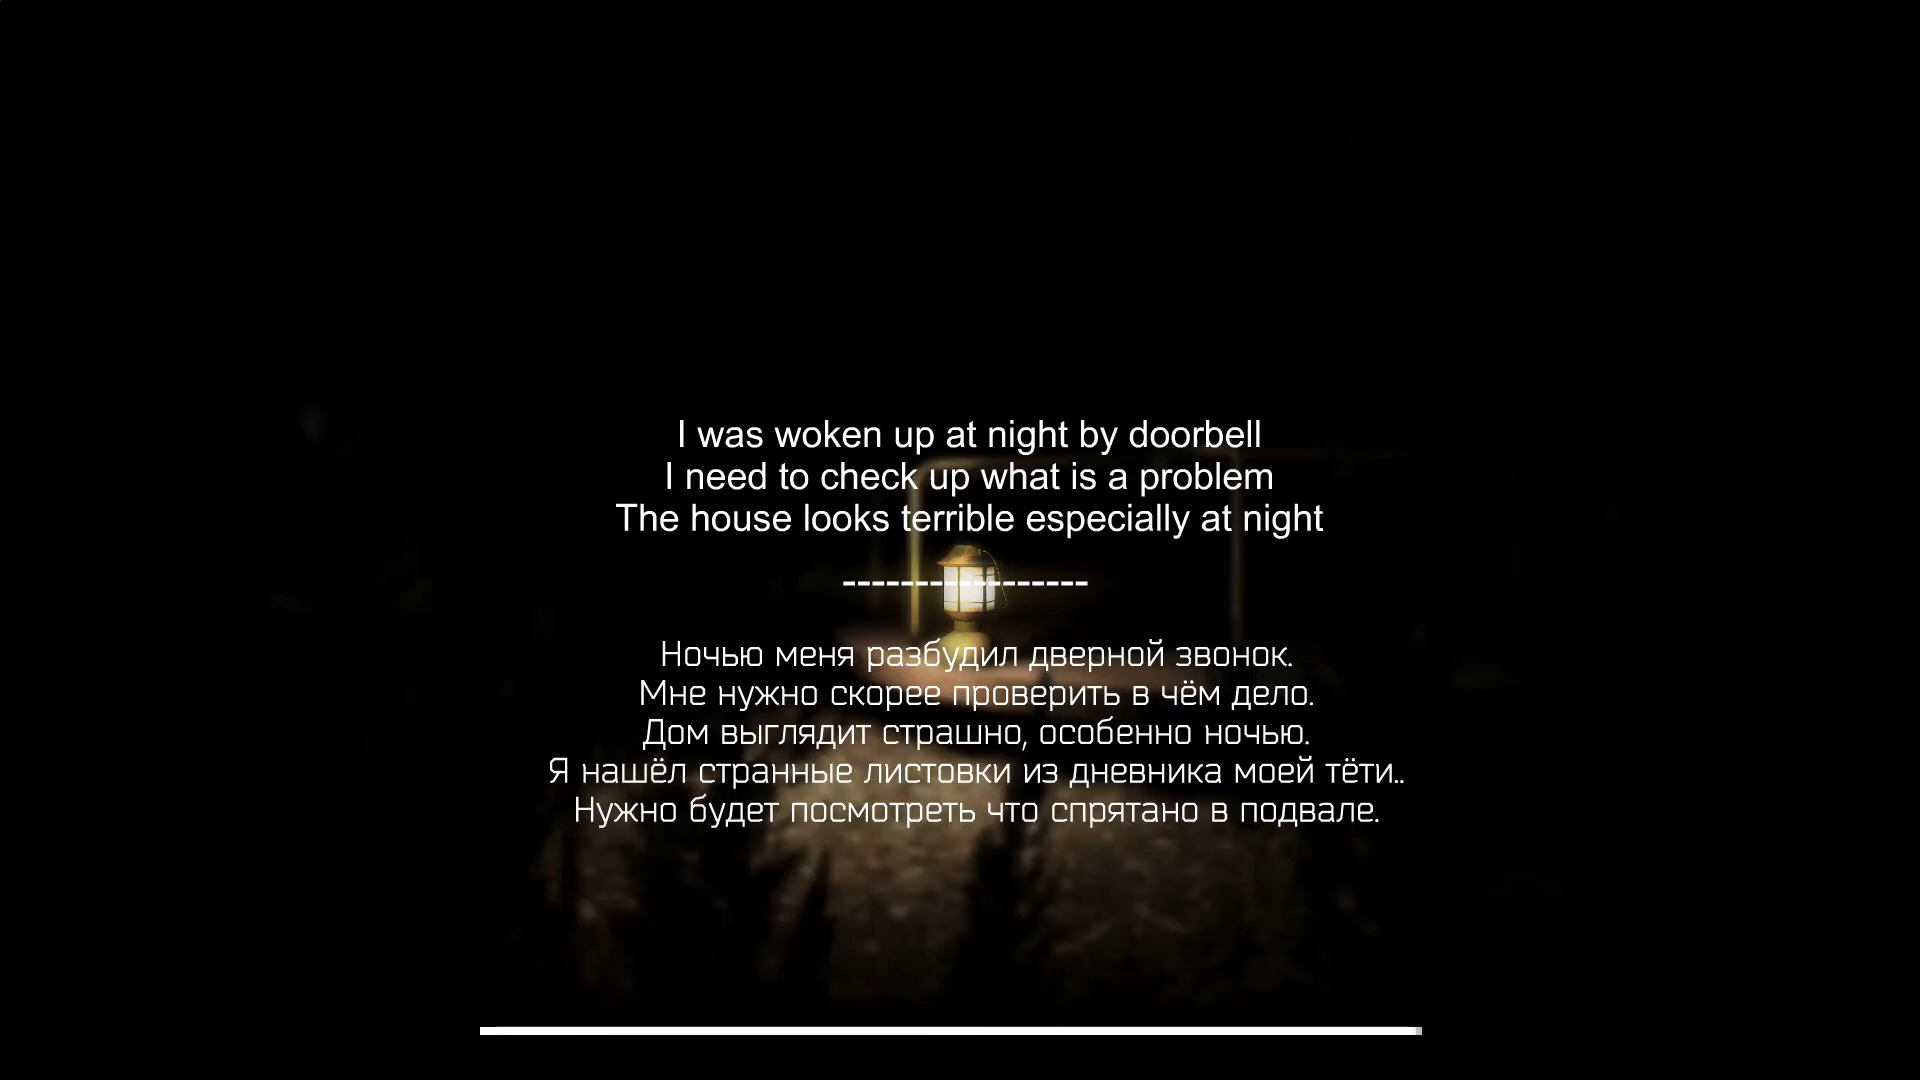 I was woken up at night by doorbell
I need to check up what is a problem
The house looks terrible especially at night
-----------------
Ночью меня разбудил дверной звонок.
Мне нужно скорее проверить в чём дело.
Дом выглядит страшно, особенно ночью.
Я нашёл странные листовки из дневника моей тёти..
Нужно будет посмотреть что спрятано в подвале.